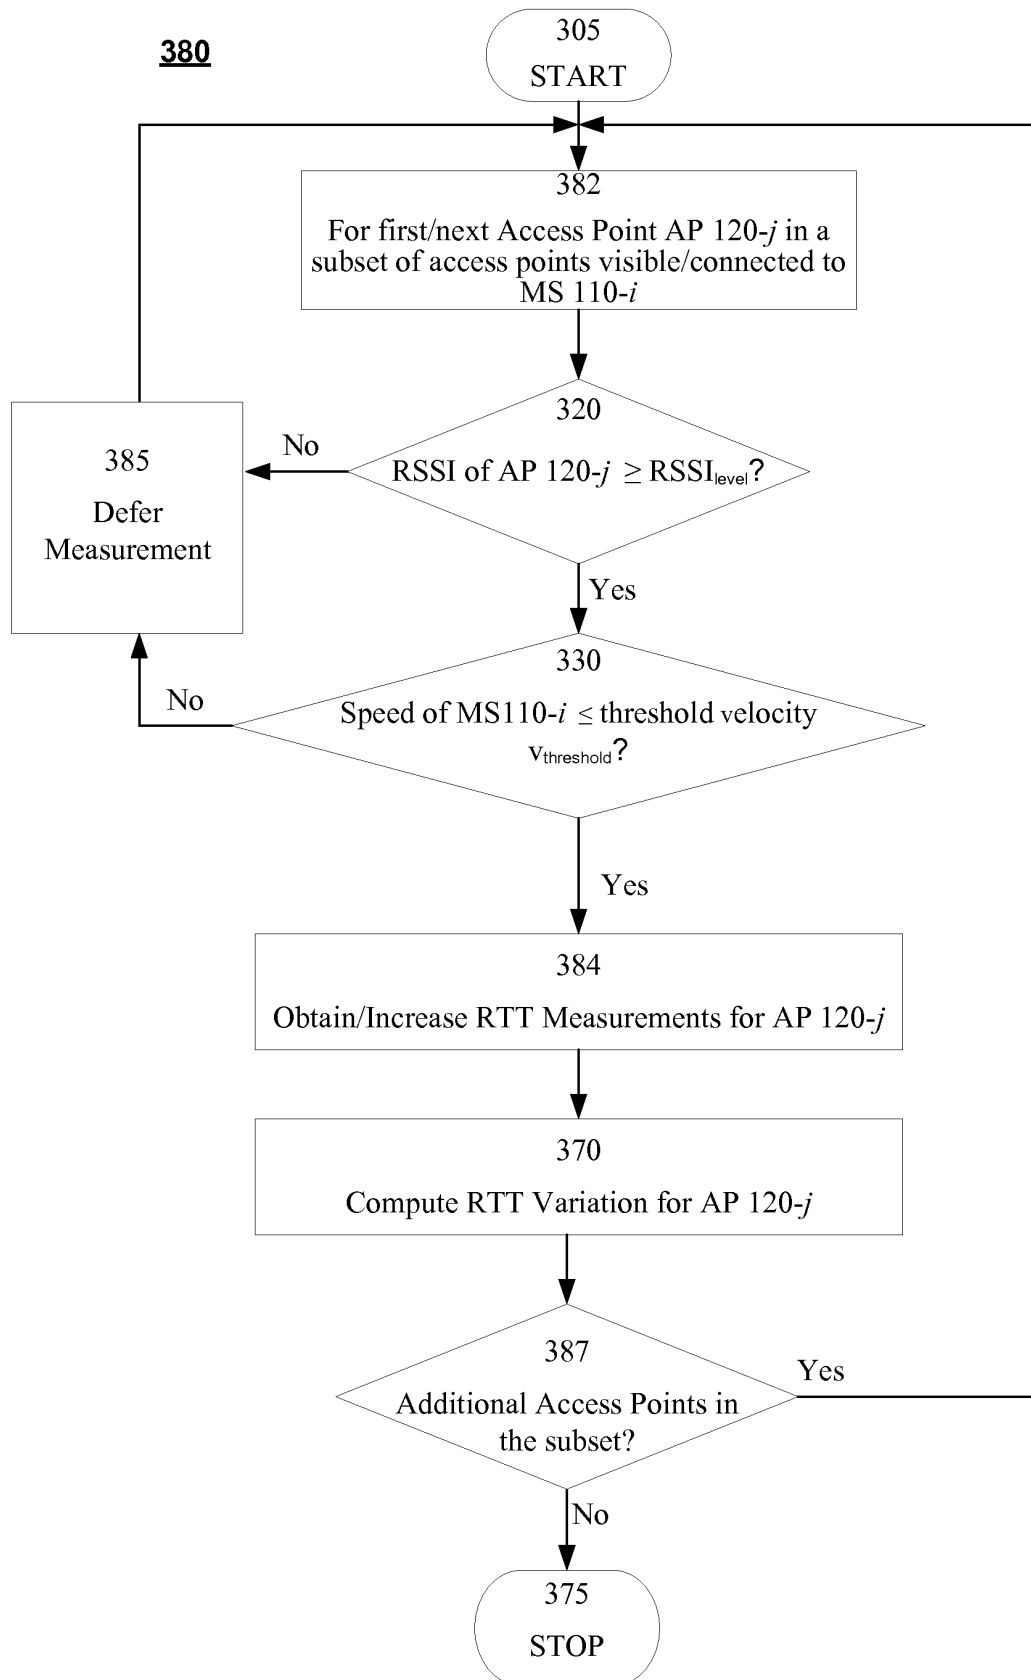 380
305
START
382
For first/next Access Point AP 120-j in a
subset of access points visible/connected to
MS 110-i
320
RSSI of AP 120-j ≥ RSSIlevel?
No
385
Defer
Measurement
Yes
330
Speed of MS110-i ≤ threshold velocity
vthreshold?
No
Yes
384
Obtain/Increase RTT Measurements for AP 120-j
370
Compute RTT Variation for AP 120-j
387
Additional Access Points in
the subset?
Yes
No
375
STOP